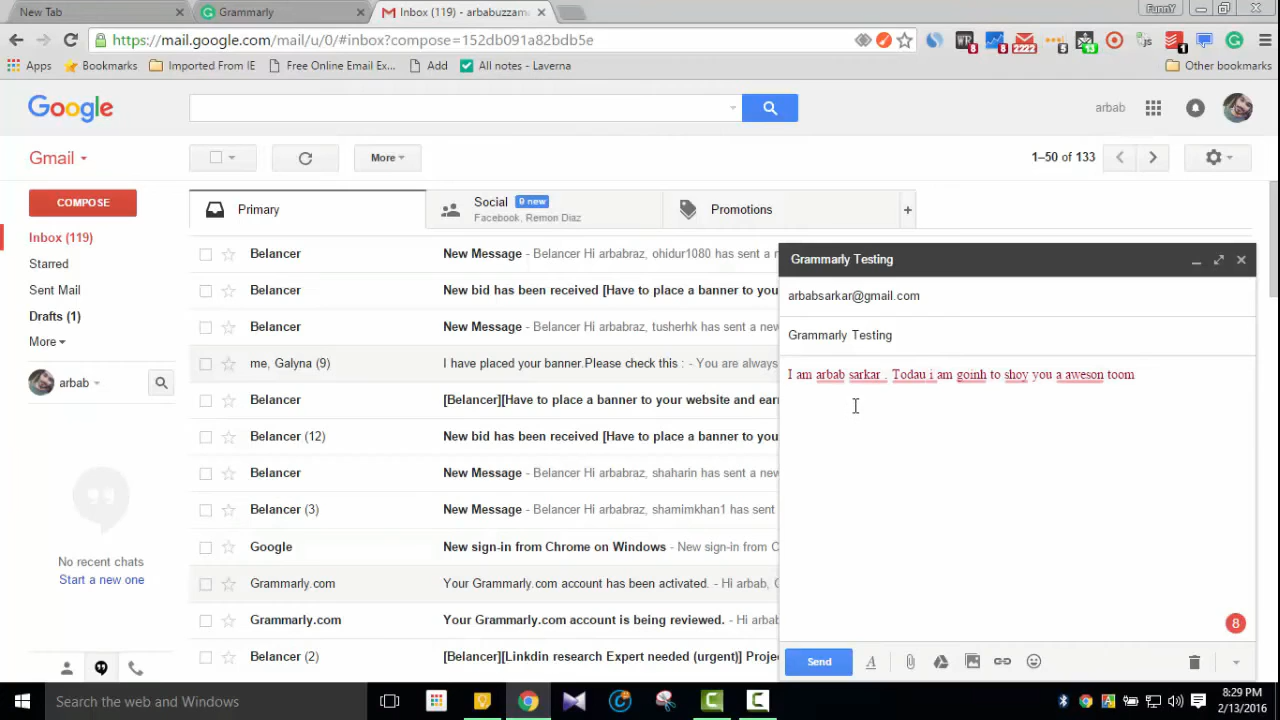 New Tab
Grammarly
Inbox (119) - arbabuzzama
FunnY
https://mail.google.com/mail/u/0/#inbox?compose=152db091a82bdb5e
8
8
2222
5
13
1
Apps
Bookmarks
Imported From IE
Free Online Email Ex...
Add
All notes - Laverna
Other bookmarks
Google
arbab
Gmail
More
1–50 of 133
COMPOSE
Primary
Social 9 new
Facebook, Remon Diaz
Promotions
+
Inbox (119)
Starred
Sent Mail
Drafts (1)
More
arbab
No recent chats
Start a new one
Belancer New Message - Belancer Hi arbabraz, ohidur1080 has sent a n
Belancer New bid has been received [Have to place a banner to you
Belancer New Message - Belancer Hi arbabraz, tusherhk has sent a new
me, Galyna (9) I have placed your banner.Please check this : - You are always
Belancer [Belancer][Have to place a banner to your website and earn
Belancer (12) New bid has been received [Have to place a banner to you
Belancer New Message - Belancer Hi arbabraz, shaharin has sent a new
Belancer (3) New Message - Belancer Hi arbabraz, shamimkhan1 has sent
Google New sign-in from Chrome on Windows - New sign-in from C
Grammarly.com Your Grammarly.com account has been activated. - Hi arbab, G
Grammarly.com Your Grammarly.com account is being reviewed. - Hi arbab
Belancer (2) [Belancer][Linkdin research Expert needed (urgent)] Proje
Grammarly Testing
arbabsarkar@gmail.com
Grammarly Testing
I am arbab sarkar . Todau i am goinh to shoy you a aweson toom
8
Send
A
Search the web and Windows
8:29 PM
2/13/2016